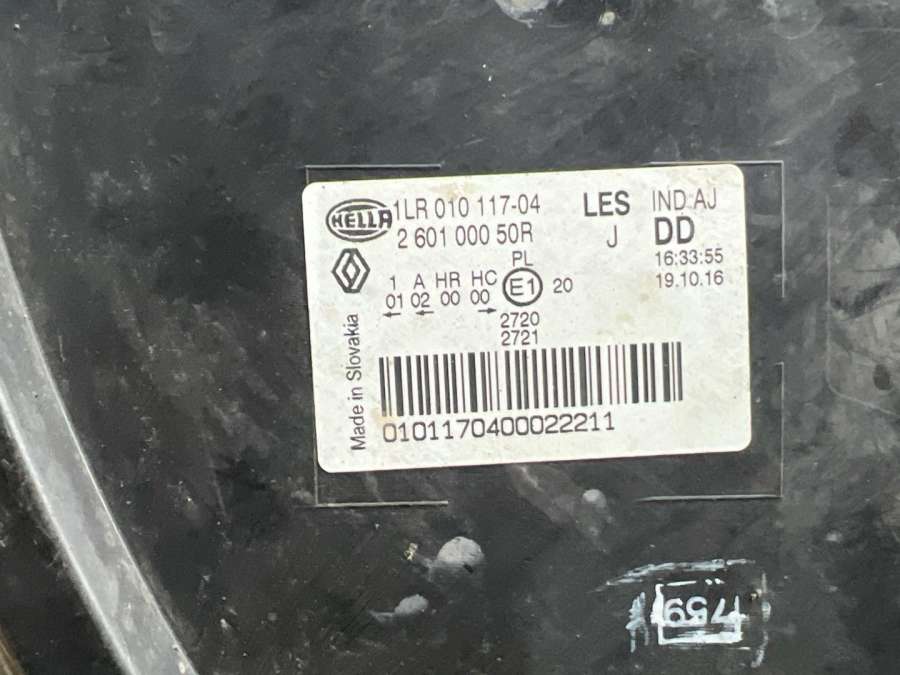 HELLA
1LR 010 117-04
2 601 000 50R
LES
J
IND:AJ
DD
16:33:55
19.10.16
1 A HR HC PL
01 02 00 00 E1 20
← ← →
2720
2721
Made in Slovakia
0101170400022211
759